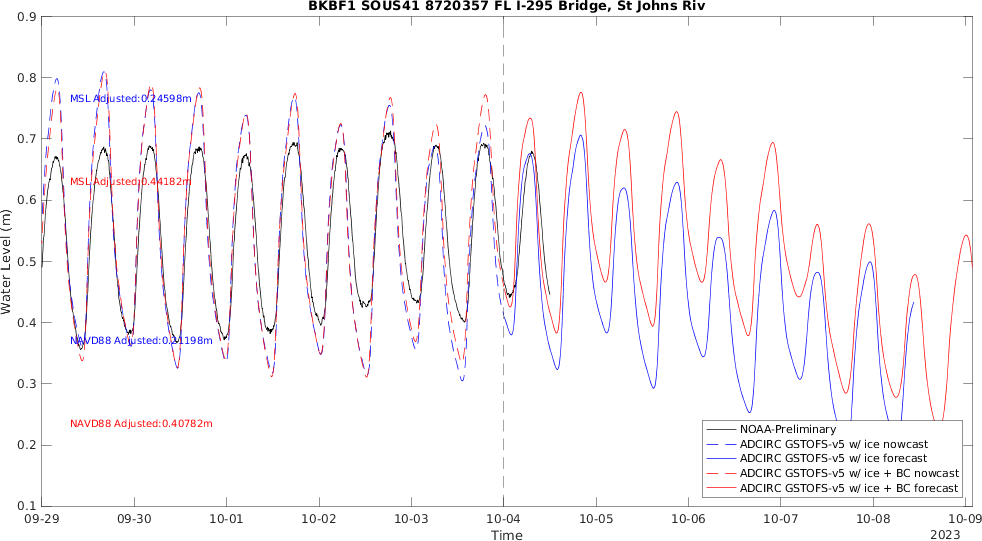 BKBF1 SOUS41 8720357 FL I-295 Bridge, St Johns Riv
0.9
0.8
0.7
0.6
0.5
0.4
0.3
0.2
0.1
Water Level (m)
MSL Adjusted:0.24598m
MSL Adjusted:0.44182m
NAVD88 Adjusted:0.21198m
NAVD88 Adjusted:0.40782m
NOAA-Preliminary
ADCIRC GSTOFS-v5 w/ ice nowcast
ADCIRC GSTOFS-v5 w/ ice forecast
ADCIRC GSTOFS-v5 w/ ice + BC nowcast
ADCIRC GSTOFS-v5 w/ ice + BC forecast
09-29 09-30 10-01 10-02 10-03 10-04 10-05 10-06 10-07 10-08 10-09
Time
2023